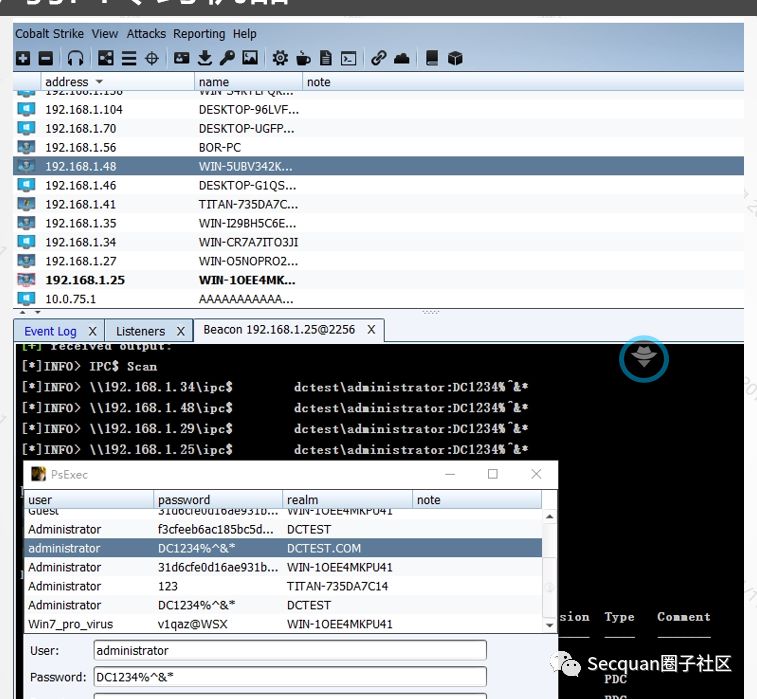 Cobalt Strike View Attacks Reporting Help
address name note
192.168.1.104 DESKTOP-96LVF...
192.168.1.70 DESKTOP-UGFP...
192.168.1.56 BOR-PC
192.168.1.48 WIN-5UBV342K...
192.168.1.46 DESKTOP-G1QS...
192.168.1.41 TITAN-735DA7C...
192.168.1.35 WIN-I29BH5C6E...
192.168.1.34 WIN-CR7A7ITO3JI
192.168.1.27 WIN-O5NOPRO2...
192.168.1.25 WIN-1OEE4MK...
10.0.75.1 AAAAAAAAAAA...
Event Log X Listeners X Beacon 192.168.1.25@2256 X
[+] received output:
[*]INFO> IPC$ Scan
[*]INFO> \\192.168.1.34\ipc$ dctest\administrator:DC1234%^&*
[*]INFO> \\192.168.1.48\ipc$ dctest\administrator:DC1234%^&*
[*]INFO> \\192.168.1.29\ipc$ dctest\administrator:DC1234%^&*
[*]INFO> \\192.168.1.25\ipc$ dctest\administrator:DC1234%^&*
PsExec
user password realm note
Guest 31d6cfe0d16ae931b... WIN-1OEE4MKPU41
Administrator f3cfeeb6ac185bc5d... DCTEST
administrator DC1234%^&* DCTEST.COM
Administrator 31d6cfe0d16ae931b... WIN-1OEE4MKPU41
Administrator 123 TITAN-735DA7C14
Administrator DC1234%^&* DCTEST
Win7_pro_virus v1qaz@WSX WIN-1OEE4MKPU41
sion Type Comment
User: administrator
Password: DC1234%^&*
Secquan圈子社区
PDC